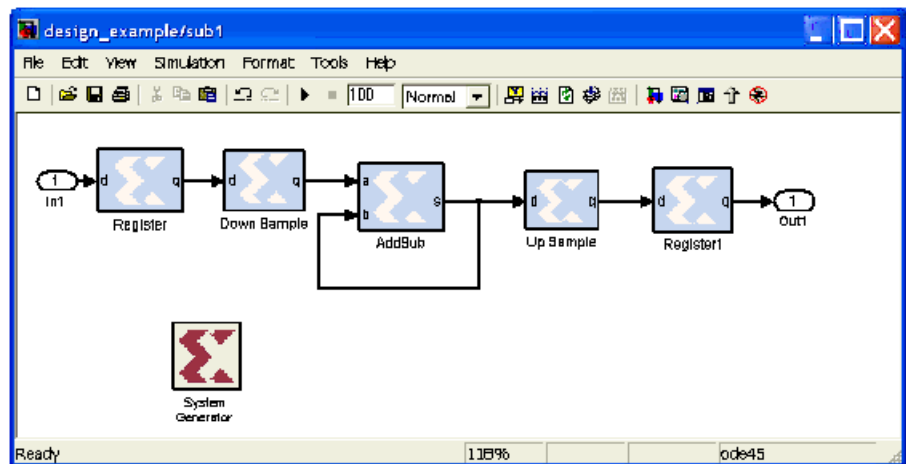 design_example/sub1
File Edit View Simulation Format Tools Help
100 Normal
1
In1
d q
Register
d q
Down Sample
a
b
s
AddSub
d q
Up Sample
d q
Register1
1
Out1
System
Generator
Ready 118% ode45